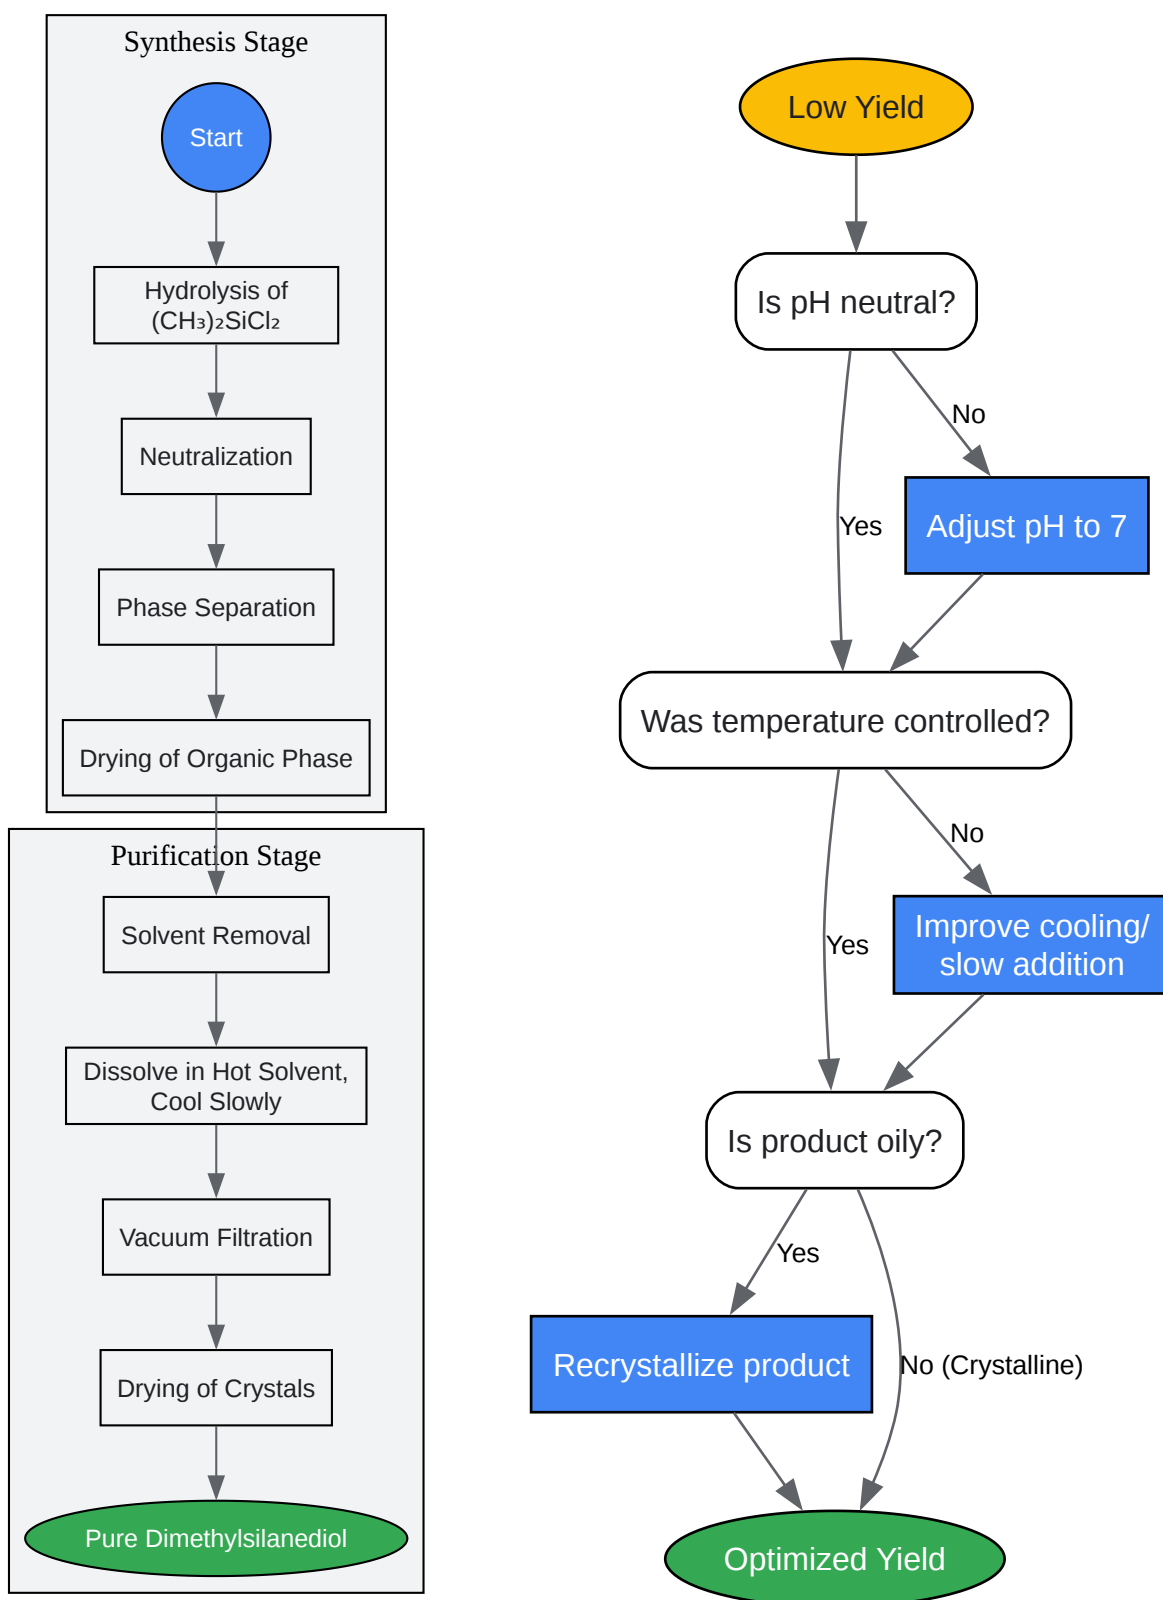 Synthesis Stage
Start
Hydrolysis of
(CH₃)₂SiCl₂
Neutralization
Phase Separation
Drying of Organic Phase
Purification Stage
Solvent Removal
Dissolve in Hot Solvent,
Cool Slowly
Vacuum Filtration
Drying of Crystals
Pure Dimethylsilanediol
Low Yield
Is pH neutral?
No
Yes
Adjust pH to 7
Was temperature controlled?
No
Yes
Improve cooling/
slow addition
Is product oily?
Yes
Recrystallize product
No (Crystalline)
Optimized Yield